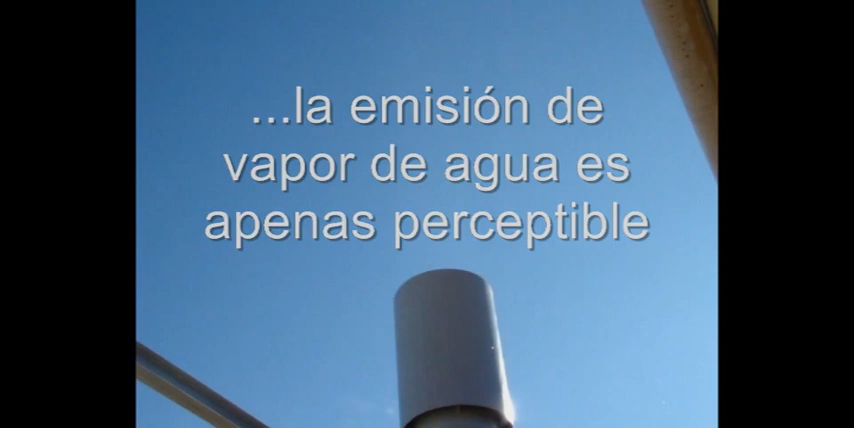 ...la emisión de
vapor de agua es
apenas perceptible